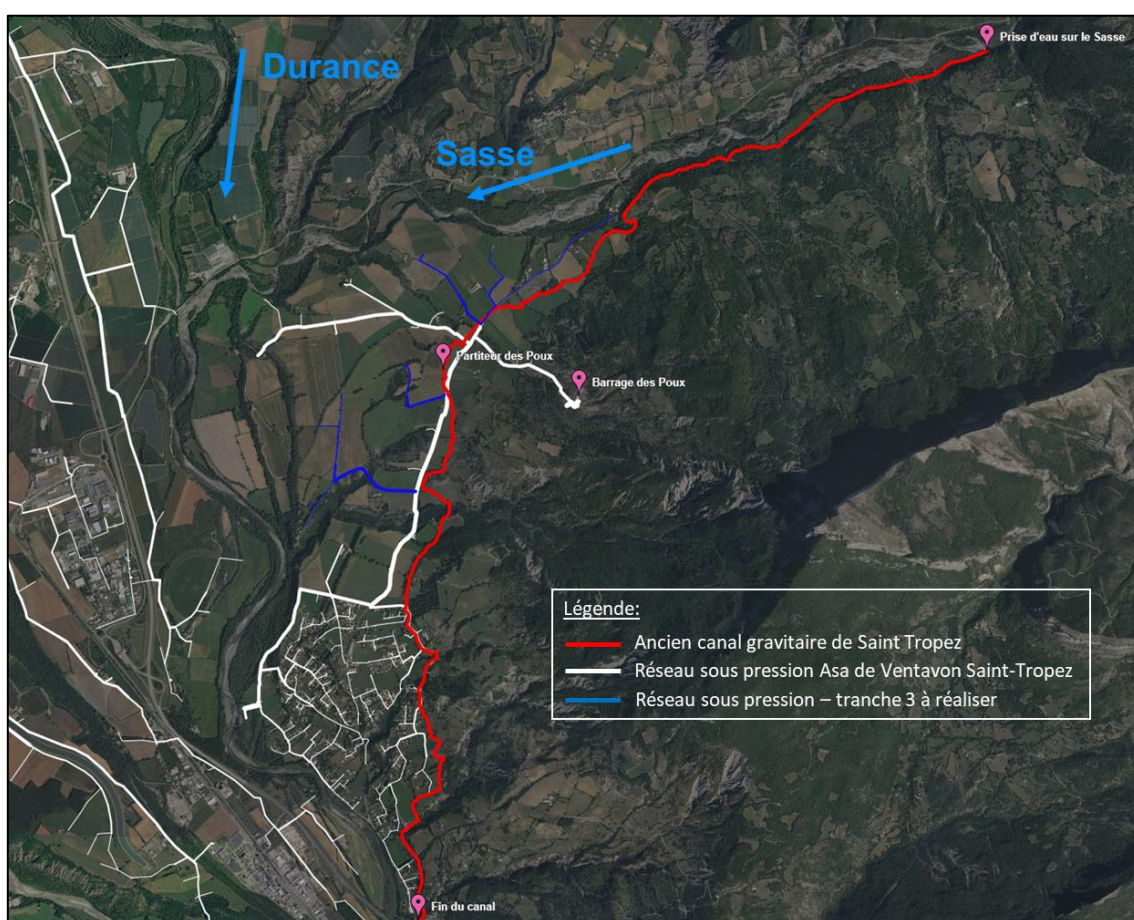 Prise d'eau sur le Sasse
Durance
Sasse
Partiteur des Poux
Barrage des Poux
Légende:
Ancien canal gravitaire de Saint Tropez
Réseau sous pression Asa de Ventavon Saint-Tropez
Réseau sous pression – tranche 3 à réaliser
Fin du canal